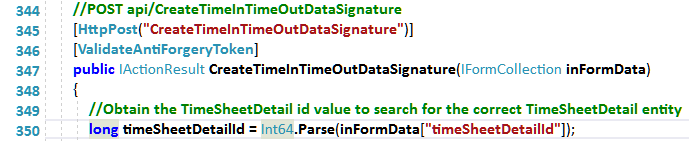 344 //POST api/CreateTimeInTimeOutDataSignature
345 [HttpPost("CreateTimeInTimeOutDataSignature")]
346 [ValidateAntiForgeryToken]
347 public IActionResult CreateTimeInTimeOutDataSignature(IFormCollection inFormData)
348 {
349 //Obtain the TimeSheetDetail id value to search for the correct TimeSheetDetail entity
350 long timeSheetDetailId = Int64.Parse(inFormData["timeSheetDetailId"]);